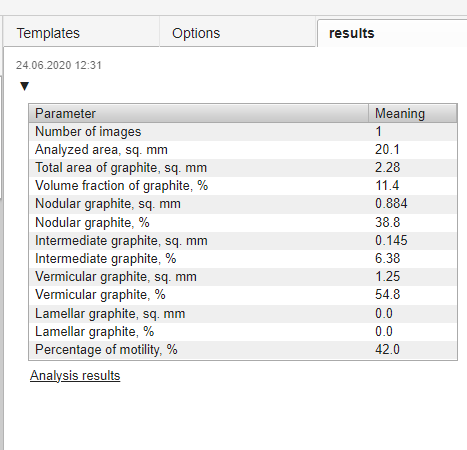 Templates Options results
24.06.2020 12:31
Parameter Meaning
Number of images 1
Analyzed area, sq. mm 20.1
Total area of graphite, sq. mm 2.28
Volume fraction of graphite, % 11.4
Nodular graphite, sq. mm 0.884
Nodular graphite, % 38.8
Intermediate graphite, sq. mm 0.145
Intermediate graphite, % 6.38
Vermicular graphite, sq. mm 1.25
Vermicular graphite, % 54.8
Lamellar graphite, sq. mm 0.0
Lamellar graphite, % 0.0
Percentage of motility, % 42.0
Analysis results